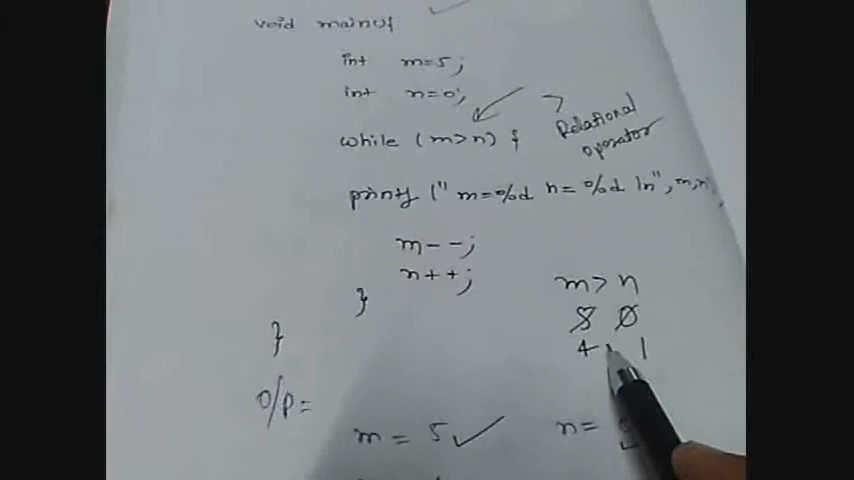 void main(){
int m=5;
int n=0;
while (m>n) {
> Relational
operator
printf (" m=%d n= %d \n", m,n);
m--;
n++;
}
m>n
5 0
4 1
}
O/P=
m = 5 ✓ n=